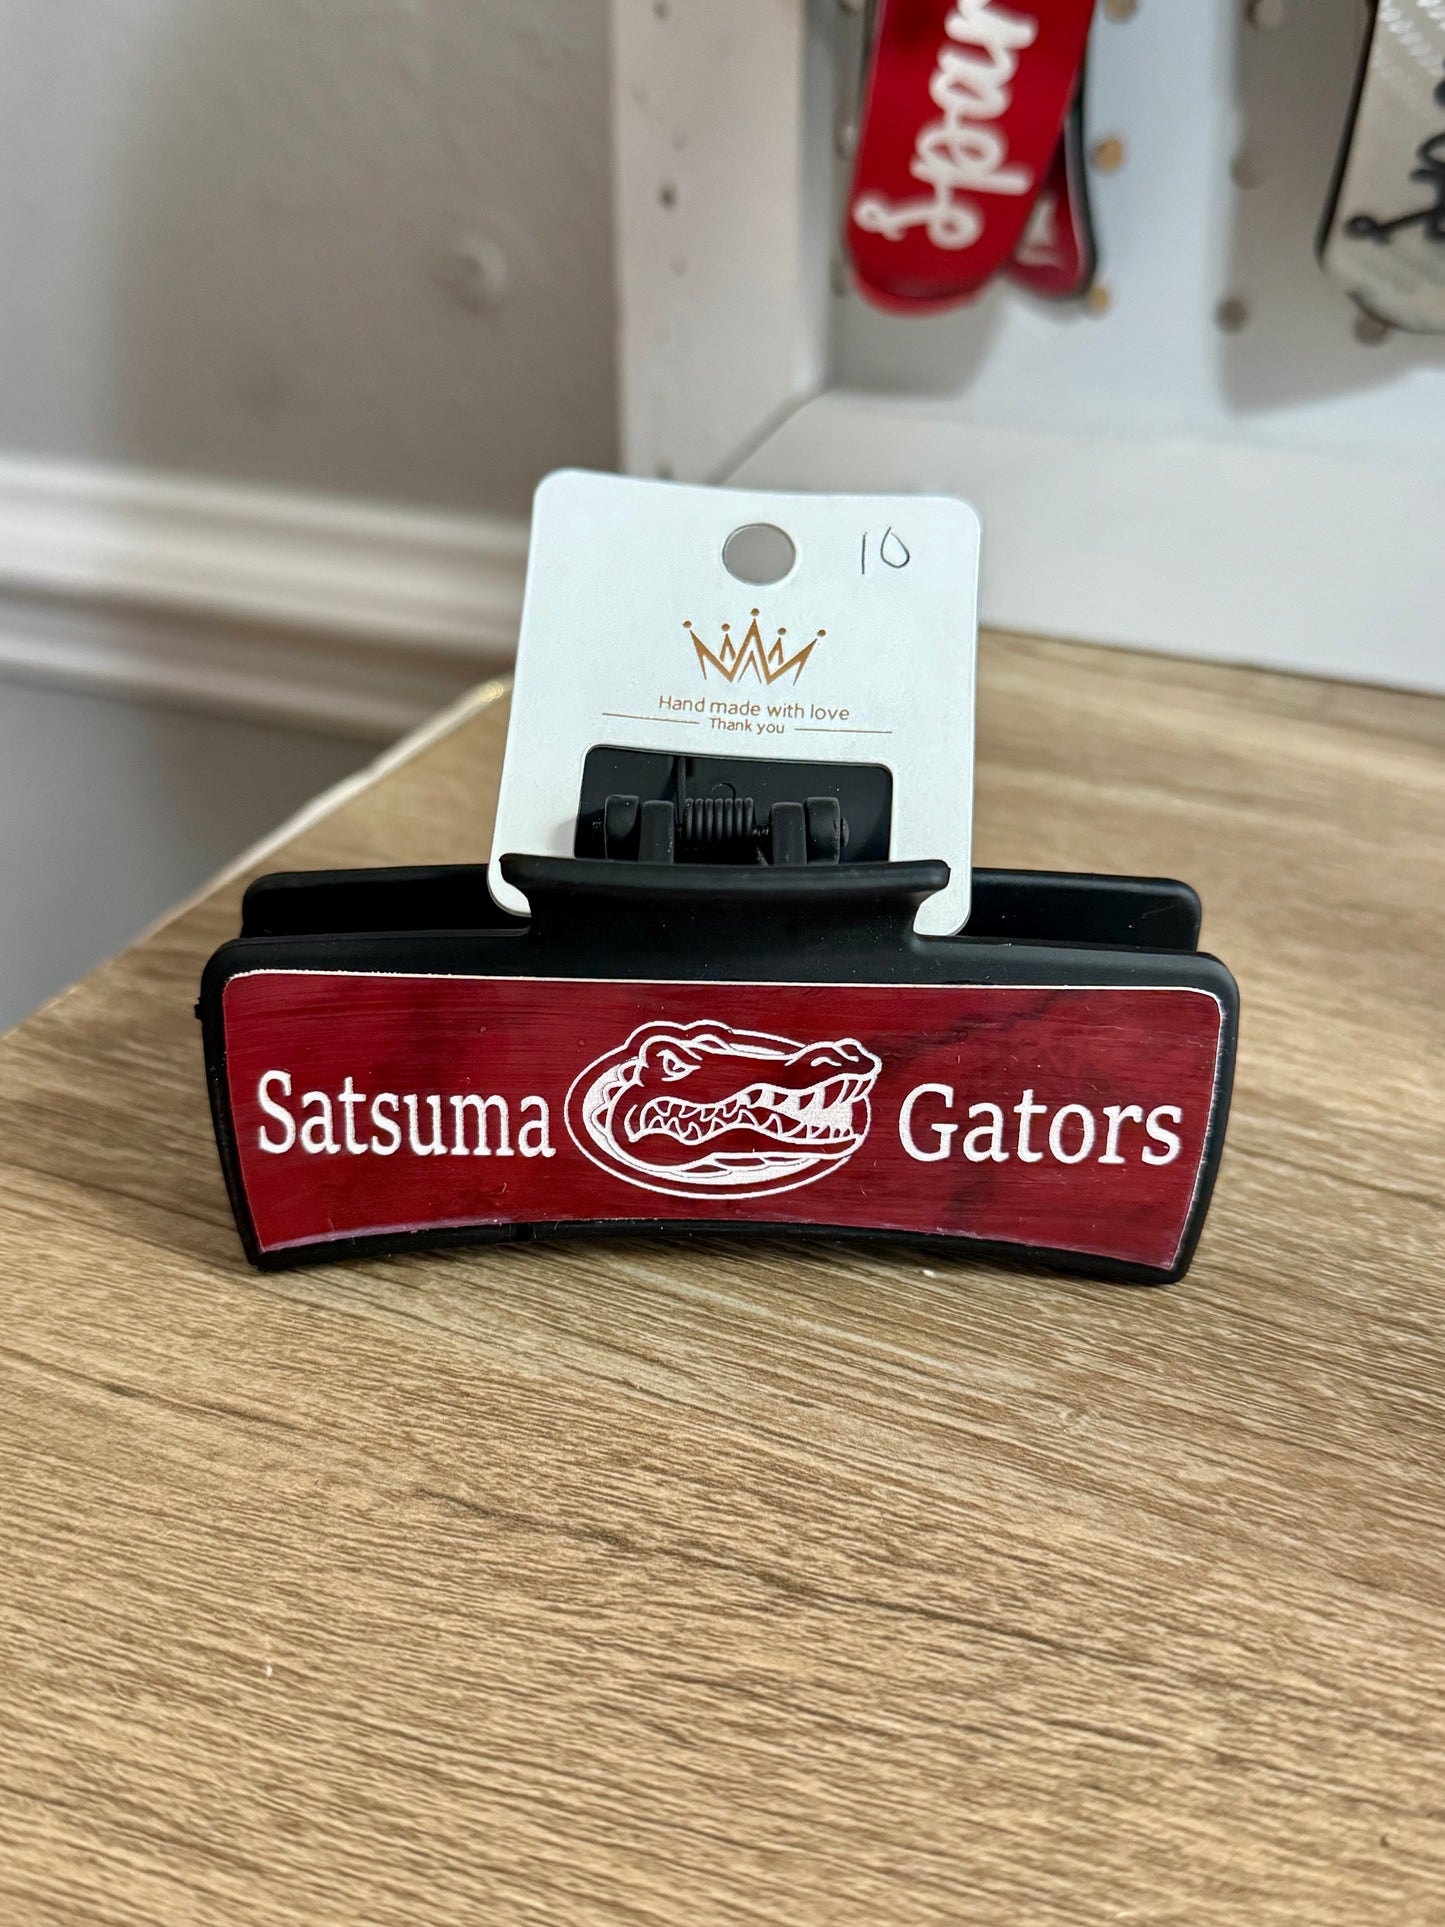 10
Hand made with love
Thank you
Satsuma Gators